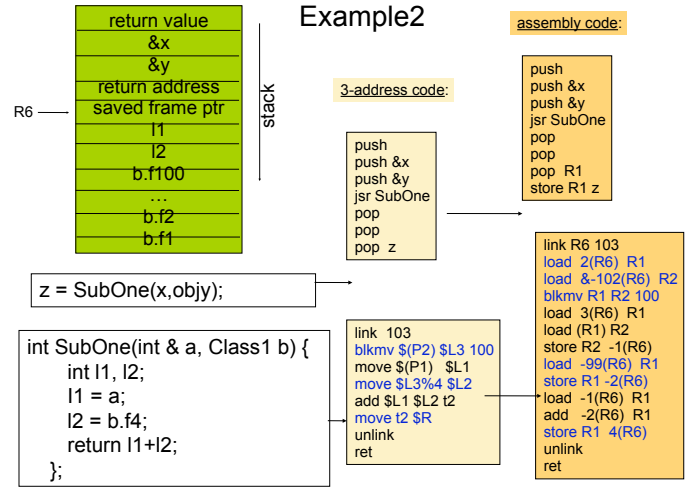 Example2
return value
&x
&y
return address
saved frame ptr
l1
l2
b.f100
…
b.f2
b.f1
R6
stack
z = SubOne(x,objy);
int SubOne(int & a, Class1 b) {
int l1, l2;
l1 = a;
l2 = b.f4;
return l1+l2;
};
3-address code:
push
push &x
push &y
jsr SubOne
pop
pop
pop z
link 103
blkmv $(P2) $L3 100
move $(P1) $L1
move $L3%4 $L2
add $L1 $L2 t2
move t2 $R
unlink
ret
assembly code:
push
push &x
push &y
jsr SubOne
pop
pop
pop R1
store R1 z
link R6 103
load 2(R6) R1
load &-102(R6) R2
blkmv R1 R2 100
load 3(R6) R1
load (R1) R2
store R2 -1(R6)
load -99(R6) R1
store R1 -2(R6)
load -1(R6) R1
add -2(R6) R1
store R1 4(R6)
unlink
ret